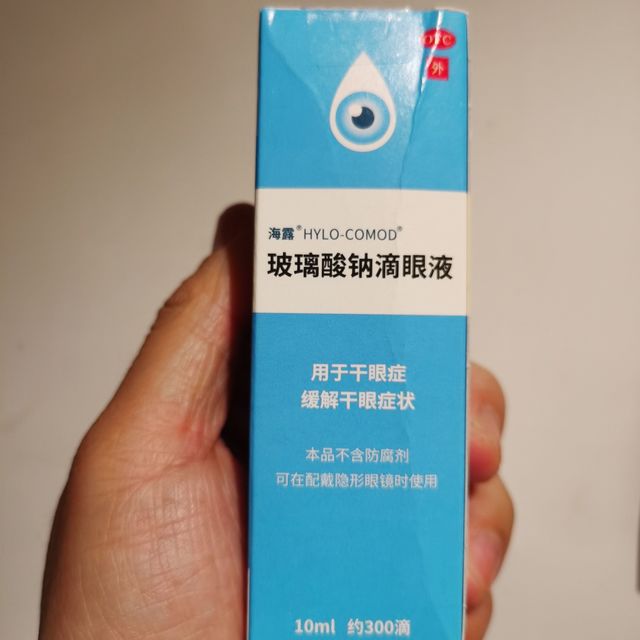 OTC
外
海露® HYLO-COMOD®
玻璃酸钠滴眼液
用于干眼症
缓解干眼症状
本品不含防腐剂
可在配戴隐形眼镜时使用
10ml 约300滴